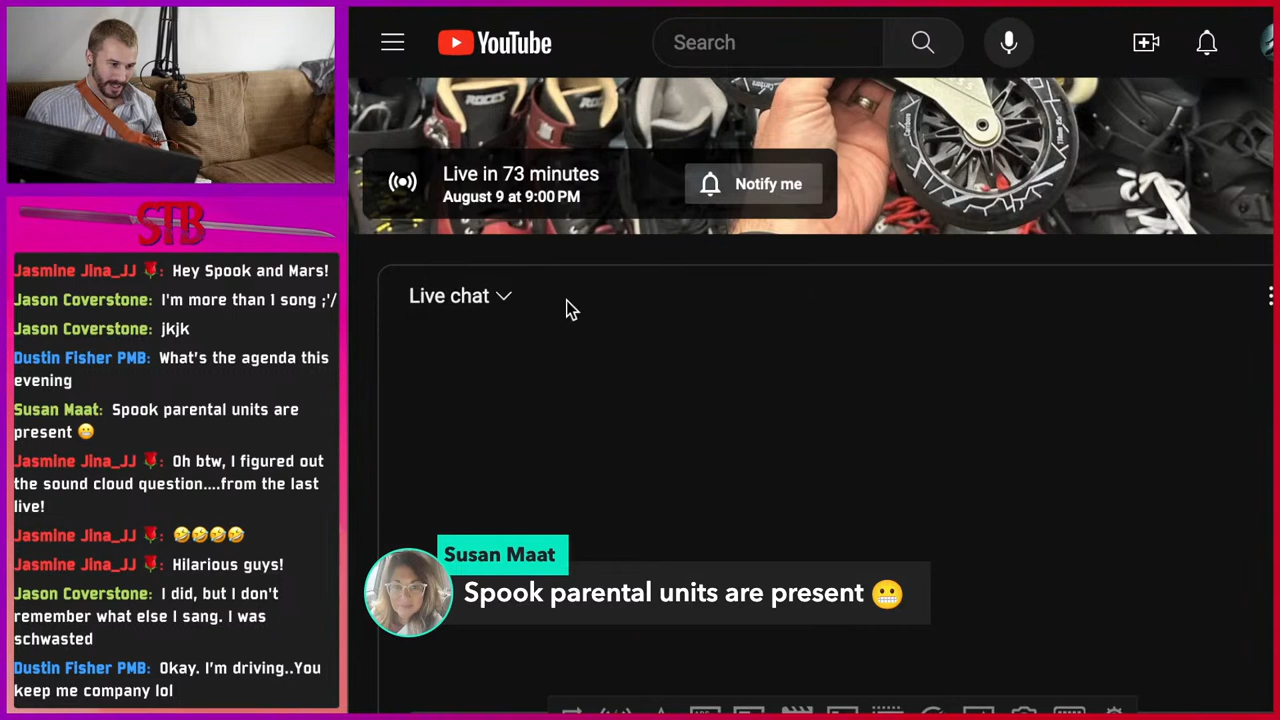 YouTube
Search
Live in 73 minutes
August 9 at 9:00 PM
Notify me
STB
Jasmine Jina_JJ 🌹: Hey Spook and Mars!
Jason Coverstone: I'm more than 1 song ;'/
Jason Coverstone: jkjk
Dustin Fisher PMB: What's the agenda this
evening
Susan Maat: Spook parental units are
present 😬
Jasmine Jina_JJ 🌹: Oh btw, I figured out
the sound cloud question....from the last
live!
Jasmine Jina_JJ 🌹: 🤣🤣🤣🤣
Jasmine Jina_JJ 🌹: Hilarious guys!
Jason Coverstone: I did, but I don't
remember what else I sang. I was
schwasted
Dustin Fisher PMB: Okay. I'm driving..You
keep me company lol
Live chat
Susan Maat
Spook parental units are present 😬